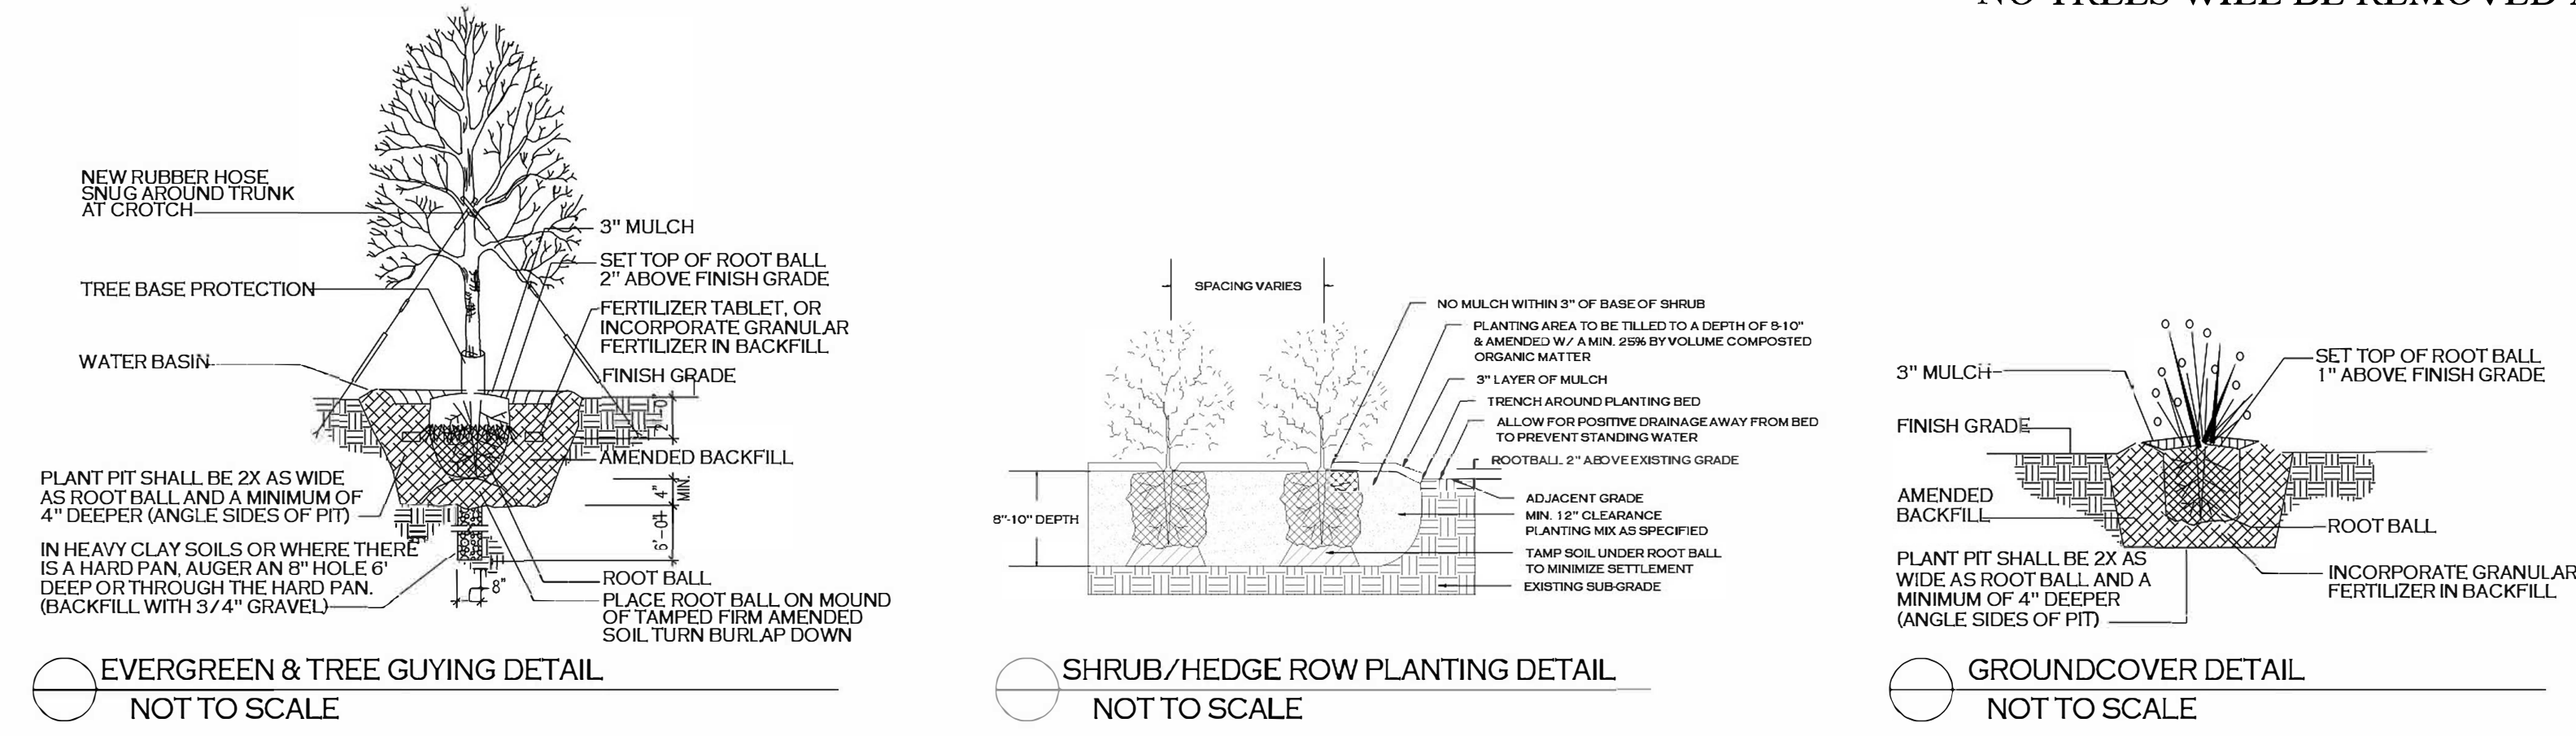 NO TREES WILL BE REMOVED
NEW RUBBER HOSE
SNUG AROUND TRUNK
AT CROTCH
TREE BASE PROTECTION
WATER BASIN
PLANT PIT SHALL BE 2X AS WIDE
AS ROOT BALL AND A MINIMUM OF
4" DEEPER (ANGLE SIDES OF PIT)
IN HEAVY CLAY SOILS OR WHERE THERE
IS A HARD PAN, AUGER AN 8" HOLE 6'
DEEP OR THROUGH THE HARD PAN.
(BACKFILL WITH 3/4" GRAVEL)
3" MULCH
SET TOP OF ROOT BALL
2" ABOVE FINISH GRADE
FERTILIZER TABLET, OR
INCORPORATE GRANULAR
FERTILIZER IN BACKFILL
FINISH GRADE
2'-0"
AMENDED BACKFILL
4"
MIN.
6'-0"
8"
ROOT BALL
PLACE ROOT BALL ON MOUND
OF TAMPED FIRM AMENDED
SOIL TURN BURLAP DOWN
EVERGREEN & TREE GUYING DETAIL
NOT TO SCALE
SPACING VARIES
NO MULCH WITHIN 3" OF BASE OF SHRUB
PLANTING AREA TO BE TILLED TO A DEPTH OF 8-10"
& AMENDED W/ A MIN. 25% BY VOLUME COMPOSTED
ORGANIC MATTER
3" LAYER OF MULCH
TRENCH AROUND PLANTING BED
ALLOW FOR POSITIVE DRAINAGE AWAY FROM BED
TO PREVENT STANDING WATER
ROOTBALL 2" ABOVE EXISTING GRADE
ADJACENT GRADE
MIN. 12" CLEARANCE
PLANTING MIX AS SPECIFIED
TAMP SOIL UNDER ROOT BALL
TO MINIMIZE SETTLEMENT
EXISTING SUB-GRADE
8"-10" DEPTH
SHRUB/HEDGE ROW PLANTING DETAIL
NOT TO SCALE
3" MULCH
FINISH GRADE
AMENDED
BACKFILL
PLANT PIT SHALL BE 2X AS
WIDE AS ROOT BALL AND A
MINIMUM OF 4" DEEPER
(ANGLE SIDES OF PIT)
SET TOP OF ROOT BALL
1" ABOVE FINISH GRADE
ROOT BALL
INCORPORATE GRANULAR
FERTILIZER IN BACKFILL
GROUNDCOVER DETAIL
NOT TO SCALE